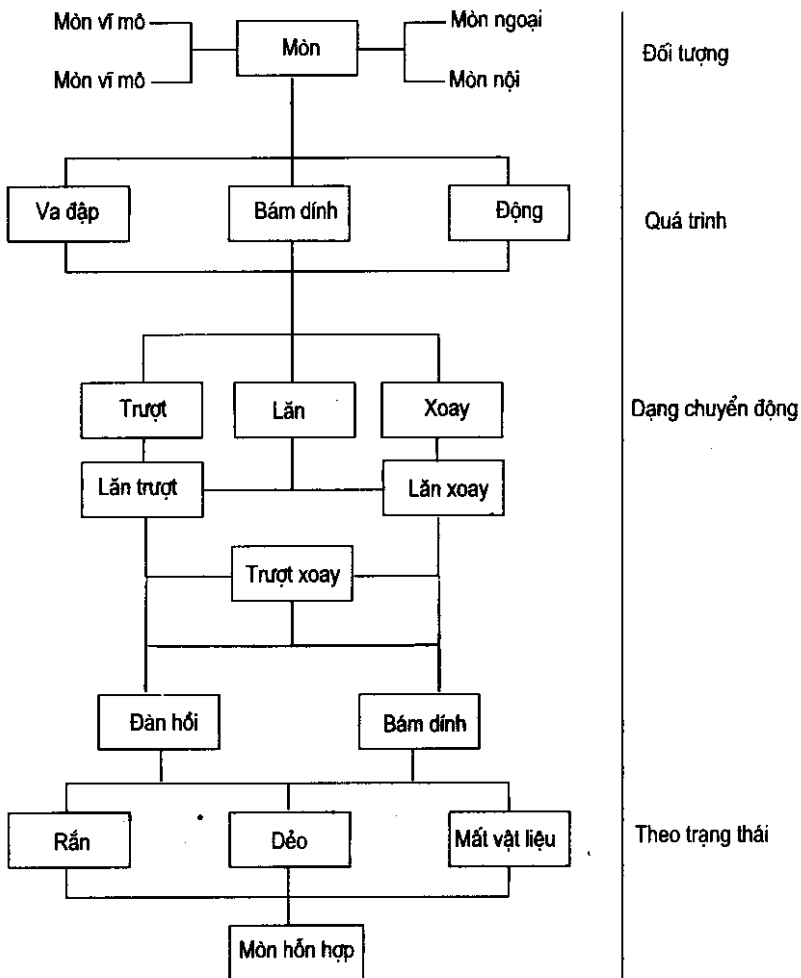 Mòn vĩ mô
Mòn
Mòn ngoại
Mòn vĩ mô
Mòn nội
Đối tượng
Va đập
Bám dính
Động
Quá trình
Trượt
Lăn
Xoay
Dạng chuyển động
Lăn trượt
Lăn xoay
Trượt xoay
Đàn hồi
Bám dính
Rắn
Dẻo
Mất vật liệu
Theo trạng thái
Mòn hỗn hợp